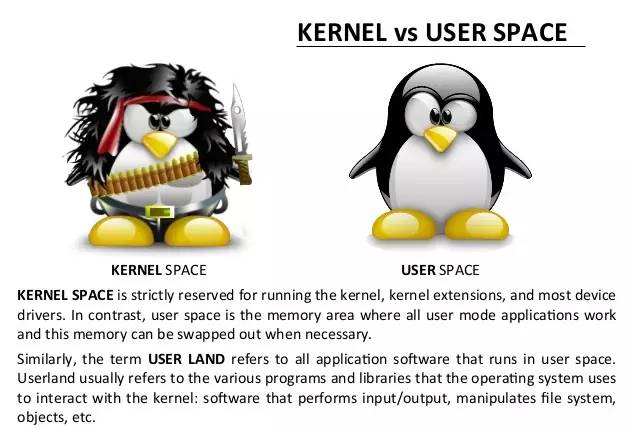 KERNEL vs USER SPACE
KERNEL SPACE
USER SPACE
KERNEL SPACE is strictly reserved for running the kernel, kernel extensions, and most device
drivers. In contrast, user space is the memory area where all user mode applications work
and this memory can be swapped out when necessary.
Similarly, the term USER LAND refers to all application software that runs in user space.
Userland usually refers to the various programs and libraries that the operating system uses
to interact with the kernel: software that performs input/output, manipulates file system,
objects, etc.